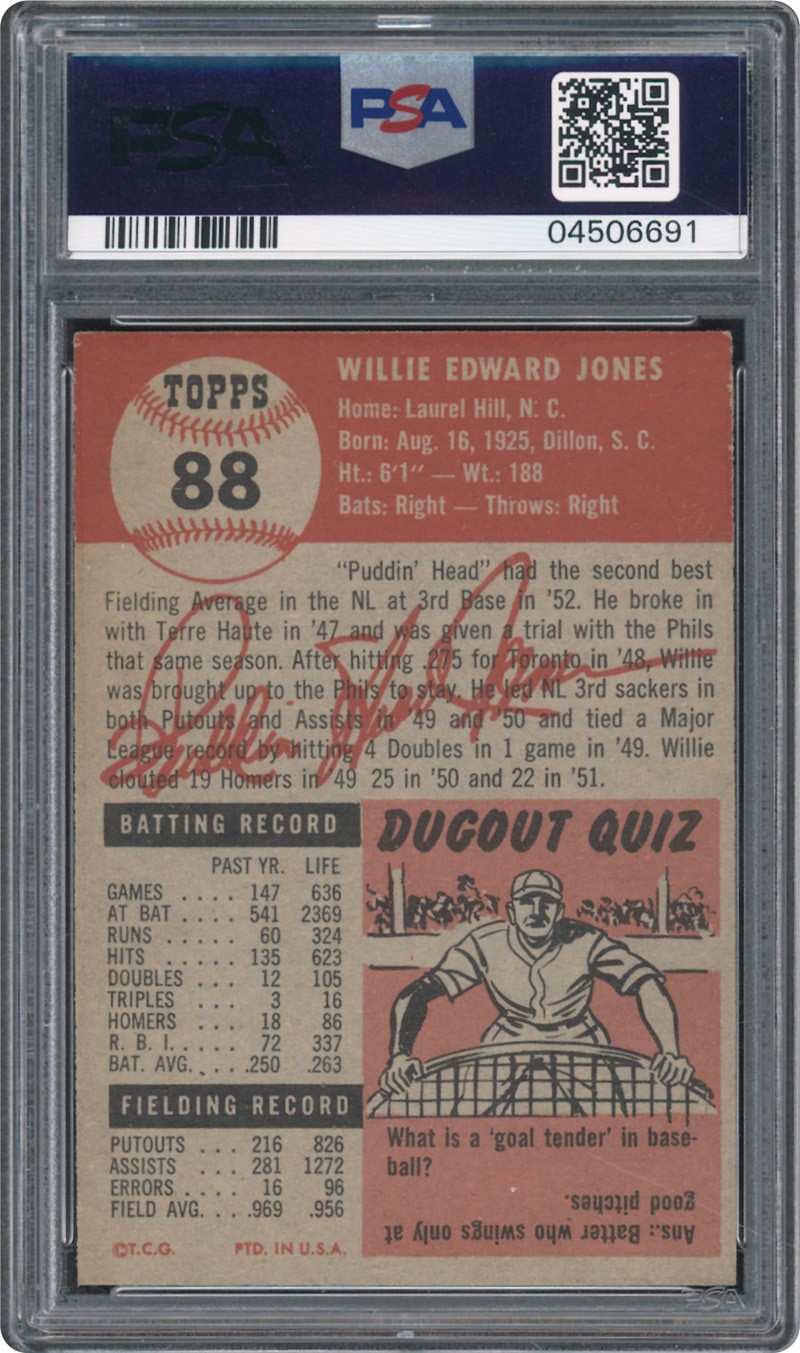 PSA
PSA
04506691
TOPPS
88
WILLIE EDWARD JONES
Home: Laurel Hill, N. C.
Born: Aug. 16, 1925, Dillon, S. C.
Ht.: 6'1" — Wt.: 188
Bats: Right — Throws: Right
"Puddin' Head" had the second best
Fielding Average in the NL at 3rd Base in '52. He broke in
with Terre Haute in '47 and was given a trial with the Phils
that same season. After hitting .275 for Toronto in '48, Willie
was brought up to the Phils to stay. He led NL 3rd sackers in
both Putouts and Assists in '49 and '50 and tied a Major
League record by hitting 4 Doubles in 1 game in '49. Willie
clouted 19 Homers in '49 25 in '50 and 22 in '51.
BATTING RECORD
PAST YR. LIFE
GAMES .... 147 636
AT BAT .... 541 2369
RUNS ..... 60 324
HITS ..... 135 623
DOUBLES ... 12 105
TRIPLES ... 3 16
HOMERS ... 18 86
R. B. I. .... 72 337
BAT. AVG. ... .250 .263
FIELDING RECORD
PUTOUTS ... 216 826
ASSISTS ... 281 1272
ERRORS .... 16 96
FIELD AVG. .. .969 .956
©T.C.G. PTD. IN U.S.A.
DUGOUT QUIZ
What is a 'goal tender' in base-
ball?
Ans.: Batter who swings only at
good pitches.
PSA